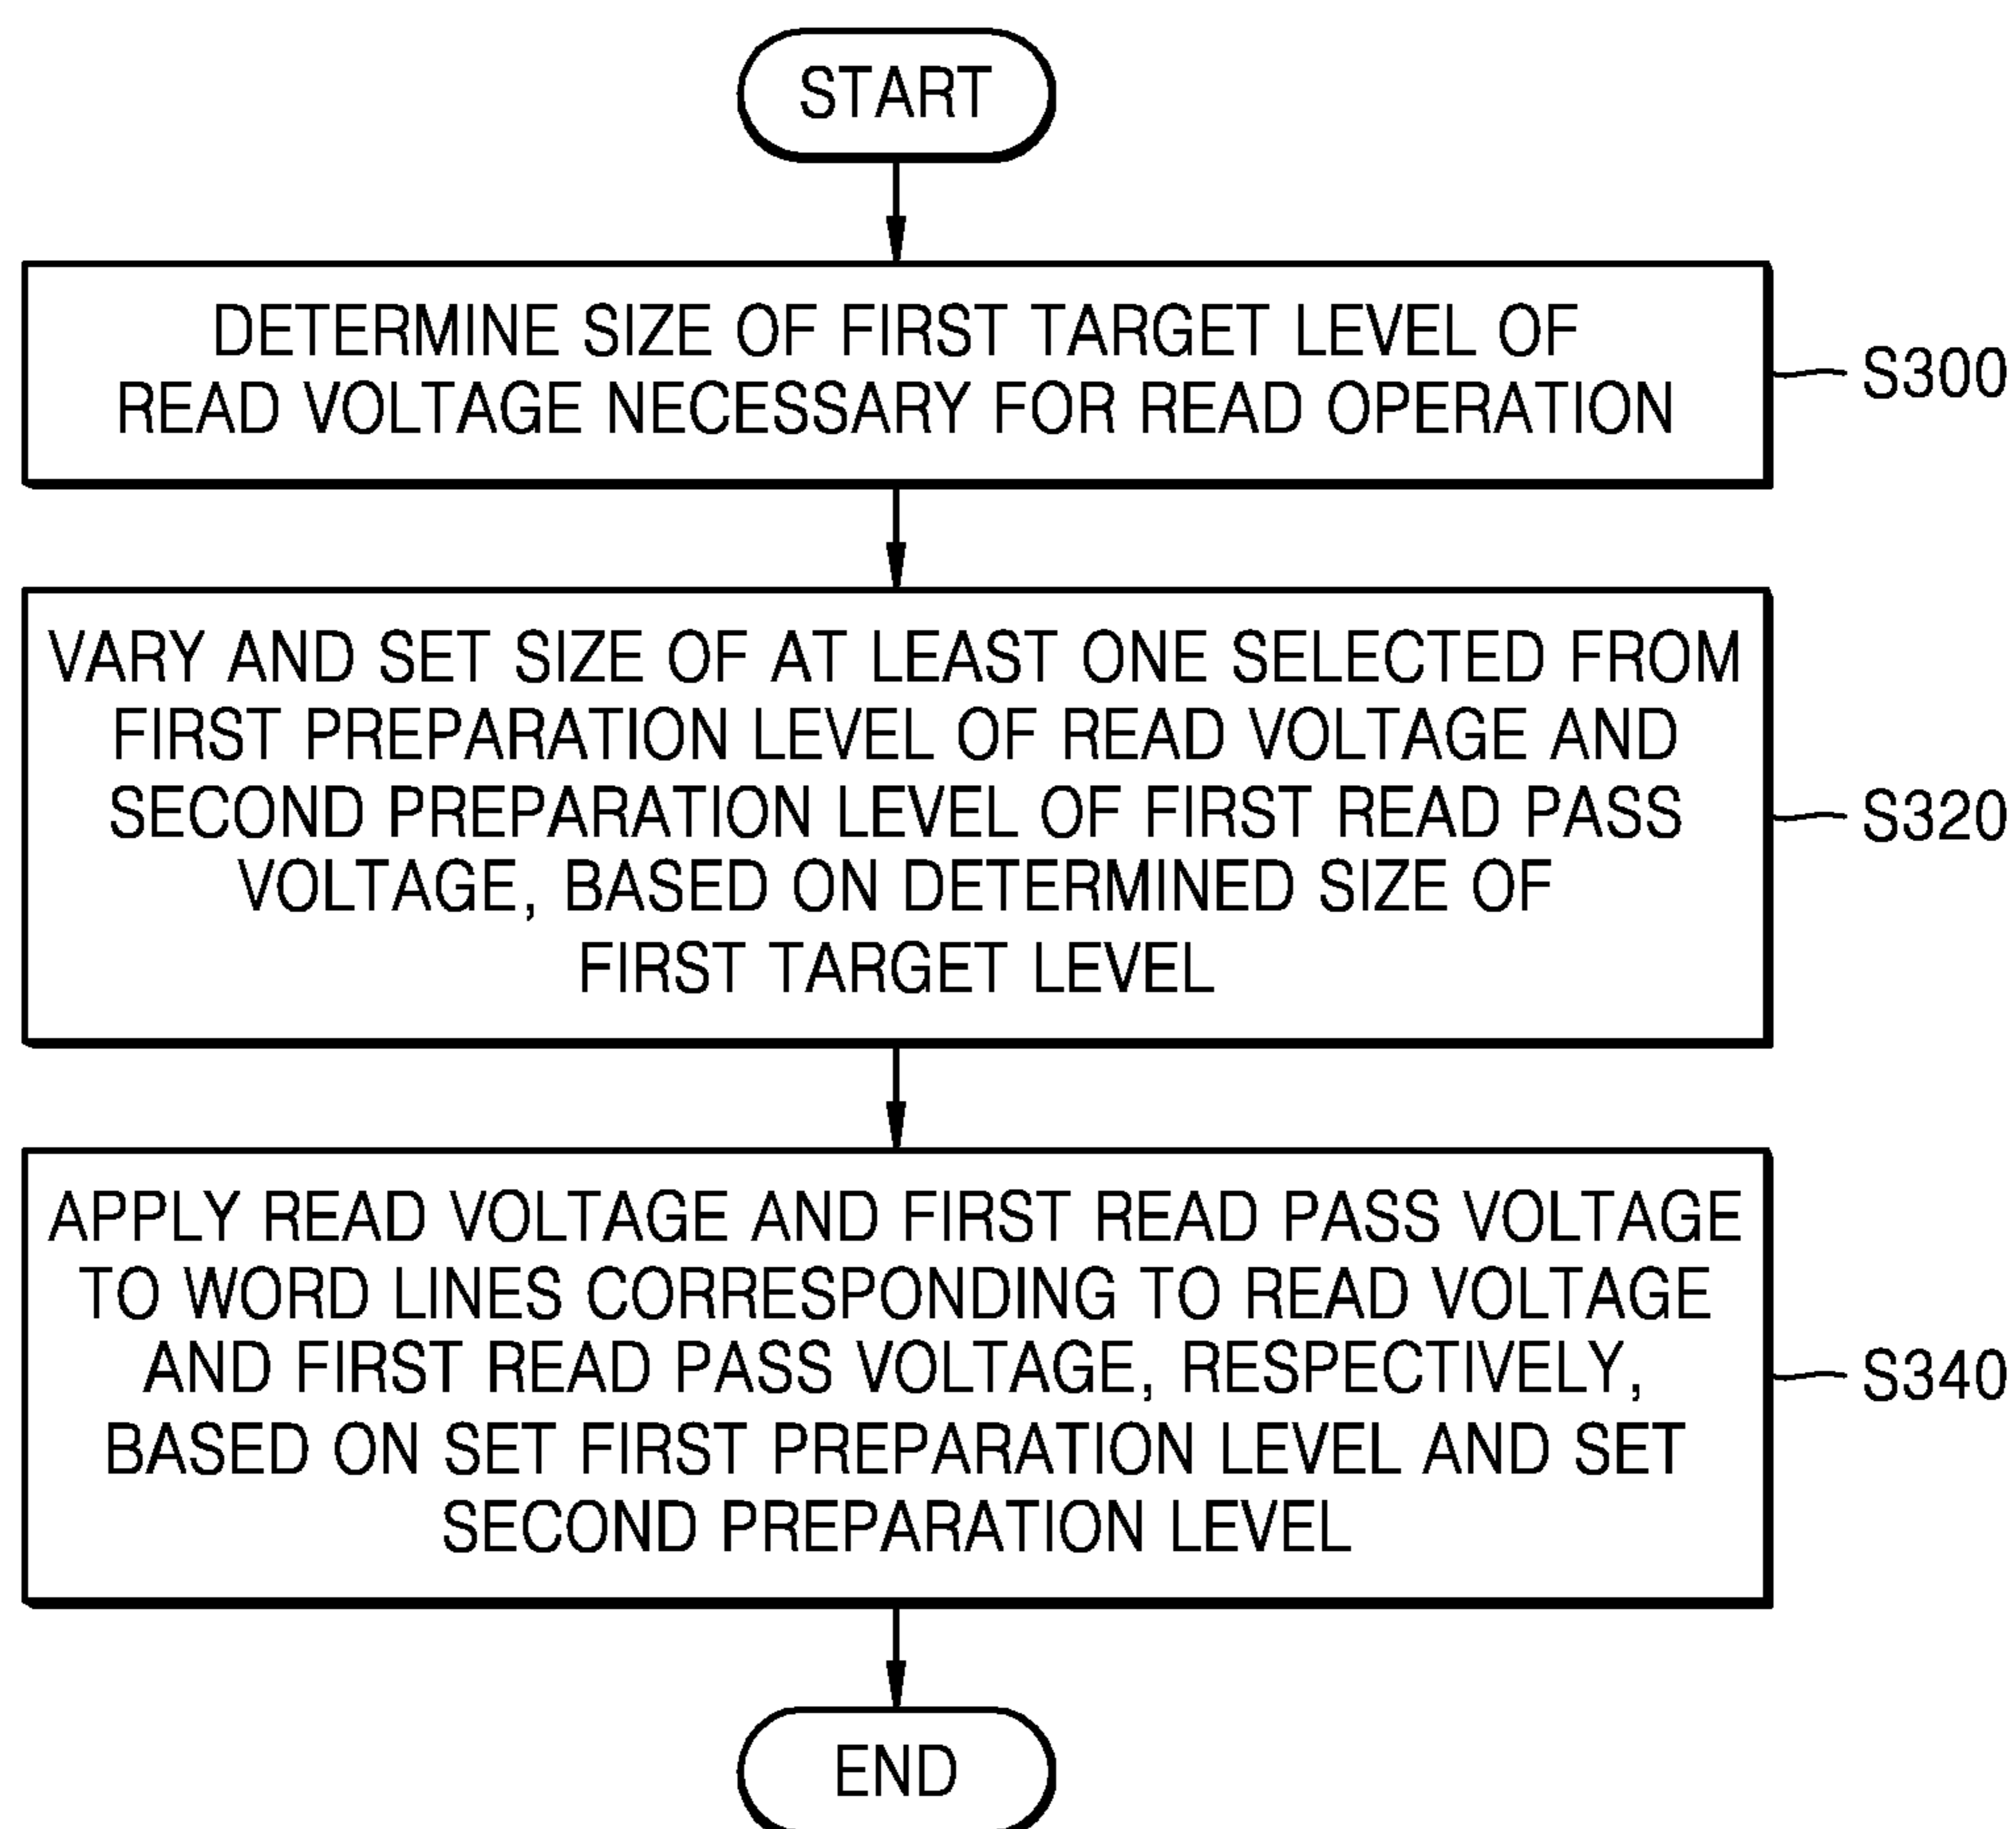 START
DETERMINE SIZE OF FIRST TARGET LEVEL OF
READ VOLTAGE NECESSARY FOR READ OPERATION
S300
VARY AND SET SIZE OF AT LEAST ONE SELECTED FROM
FIRST PREPARATION LEVEL OF READ VOLTAGE AND
SECOND PREPARATION LEVEL OF FIRST READ PASS
VOLTAGE, BASED ON DETERMINED SIZE OF
FIRST TARGET LEVEL
S320
APPLY READ VOLTAGE AND FIRST READ PASS VOLTAGE
TO WORD LINES CORRESPONDING TO READ VOLTAGE
AND FIRST READ PASS VOLTAGE, RESPECTIVELY,
BASED ON SET FIRST PREPARATION LEVEL AND SET
SECOND PREPARATION LEVEL
S340
END